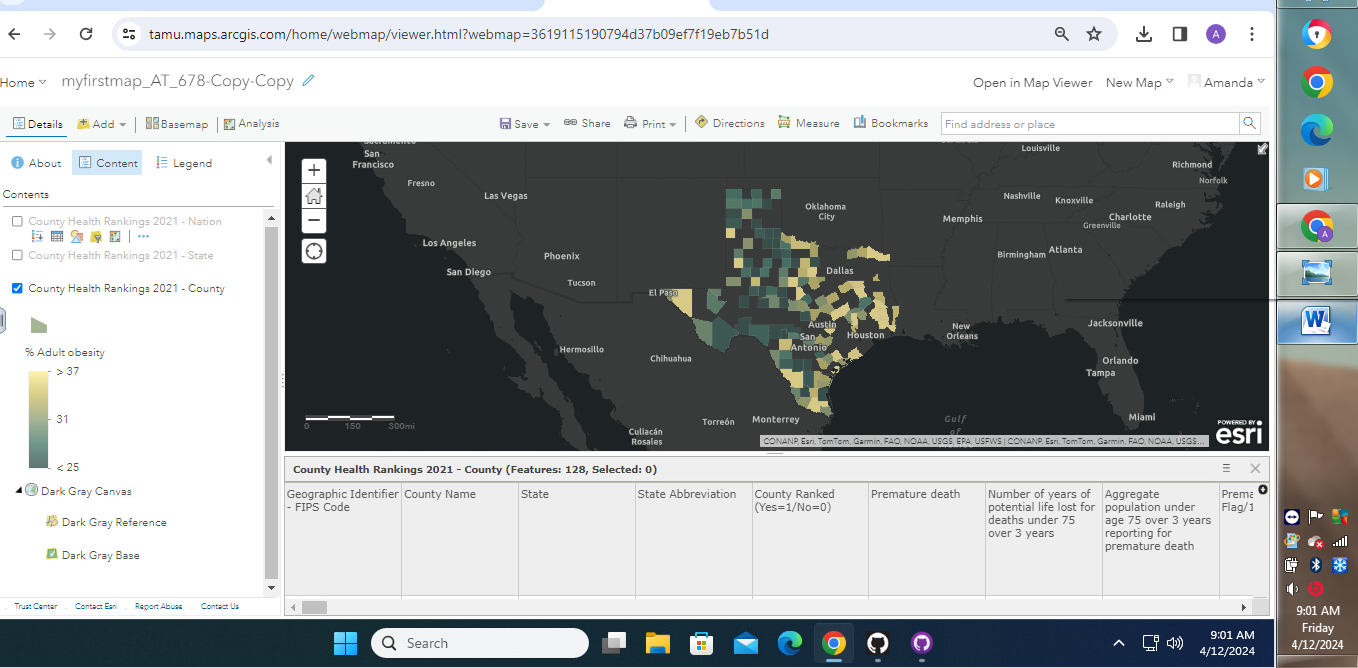 tamu.maps.arcgis.com/home/webmap/viewer.html?webmap=3619115190794d37b09ef7f19eb7b51d
A
Home
myfirstmap_AT_678-Copy-Copy
Open in Map Viewer
New Map
Amanda
Details
Add
Basemap
Analysis
Save
Share
Print
Directions
Measure
Bookmarks
Find address or place
About
Content
Legend
Contents
County Health Rankings 2021 - Nation
County Health Rankings 2021 - State
County Health Rankings 2021 - County
% Adult obesity
> 37
31
< 25
Dark Gray Canvas
Dark Gray Reference
Dark Gray Base
Trust Center
Contact Esri
Report Abuse
Contact Us
Sacramento
San
Francisco
Fresno
Las Vegas
Los Angeles
San Diego
Phoenix
Tucson
El Paso
Hermosillo
Chihuahua
Culiacán
Rosales
Torreón
Monterrey
Oklahoma
City
Dallas
Austin
San
Antonio
Houston
New
Orleans
Memphis
Nashville
Louisville
Knoxville
Birmingham
Atlanta
Greenville
Charlotte
Raleigh
Richmond
Norfolk
Jacksonville
Orlando
Tampa
Miami
Gulf
of
0 150 300mi
CONANP, Esri, TomTom, Garmin, FAO, NOAA, USGS, EPA, USFWS | CONANP, Esri, TomTom, Garmin, FAO, NOAA, USGS...
POWERED BY
esri
County Health Rankings 2021 - County (Features: 128, Selected: 0)
Geographic Identifier
- FIPS Code
County Name
State
State Abbreviation
County Ranked
(Yes=1/No=0)
Premature death
Number of years of
potential life lost for
deaths under 75
over 3 years
Aggregate
population under
age 75 over 3 years
reporting for
premature death
Prema
Flag/1
Search
9:01 AM
4/12/2024
A
W
9:01 AM
Friday
4/12/2024